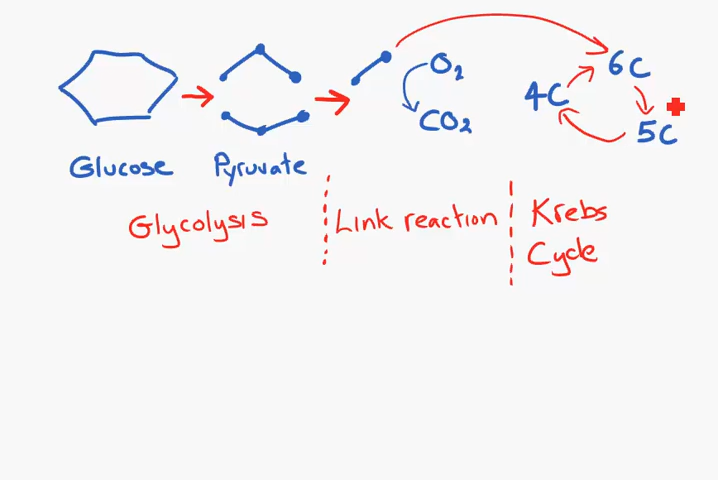 O2
CO2
6C
4C
5C
Glucose
Pyruvate
Glycolysis
Link reaction
Krebs
Cycle